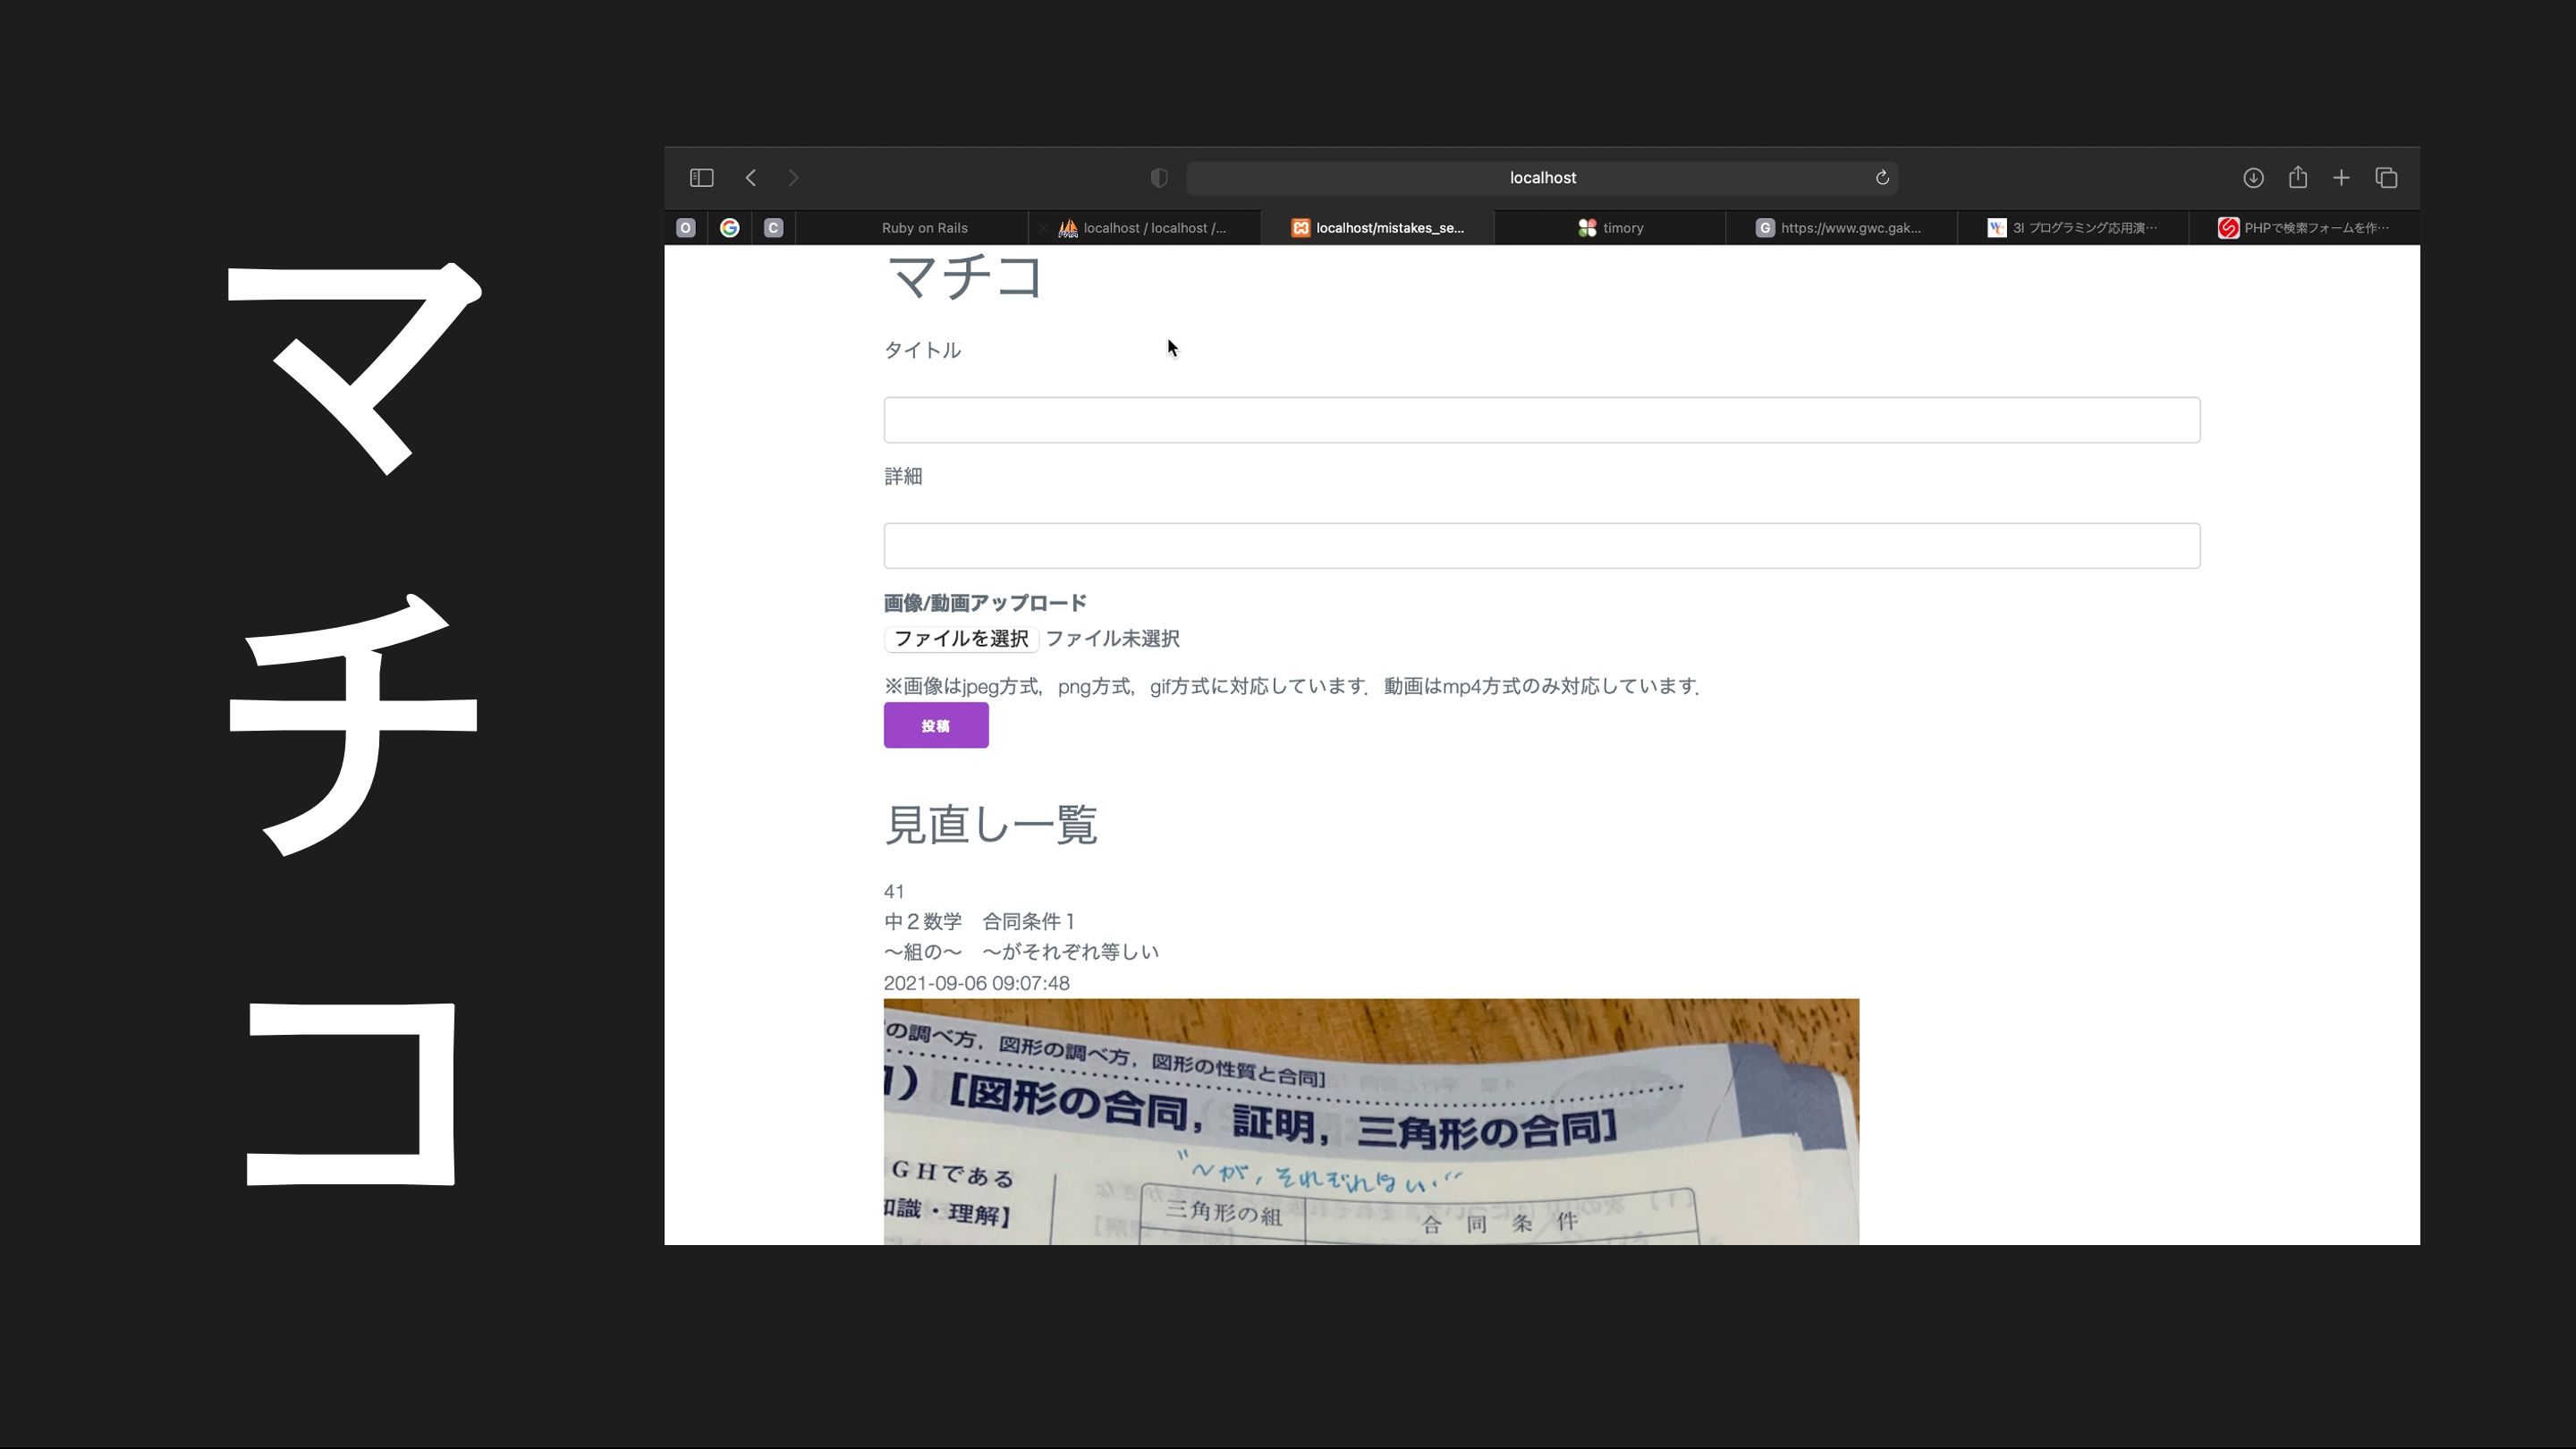 マチコ
localhost
O
C
Ruby on Rails
localhost / localhost /...
localhost/mistakes_se...
timory
G
https://www.gwc.gak...
3I プログラミング応用演…
PHPで検索フォームを作…
マチコ
タイトル
詳細
画像/動画アップロード
ファイルを選択 ファイル未選択
※画像はjpeg方式，png方式，gif方式に対応しています．動画はmp4方式のみ対応しています．
投稿
見直し一覧
41
中２数学　合同条件１
〜組の〜　〜がそれぞれ等しい
2021-09-06 09:07:48
の調べ方，図形の調べ方，図形の性質と合同］
1）［図形の合同，証明，三角形の合同］
〝〜が，それぞれ
ＧＨである
知識・理解】
三角形の組
合同条件